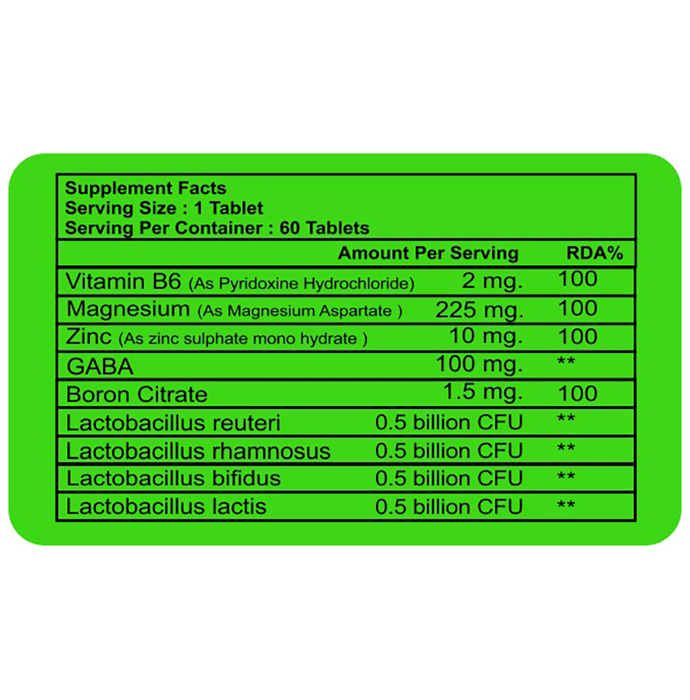 Supplement Facts
Serving Size : 1 Tablet
Serving Per Container : 60 Tablets
Amount Per Serving RDA%
Vitamin B6 (As Pyridoxine Hydrochloride) 2 mg. 100
Magnesium (As Magnesium Aspartate ) 225 mg. 100
Zinc (As zinc sulphate mono hydrate ) 10 mg. 100
GABA 100 mg. **
Boron Citrate 1.5 mg. 100
Lactobacillus reuteri 0.5 billion CFU **
Lactobacillus rhamnosus 0.5 billion CFU **
Lactobacillus bifidus 0.5 billion CFU **
Lactobacillus lactis 0.5 billion CFU **